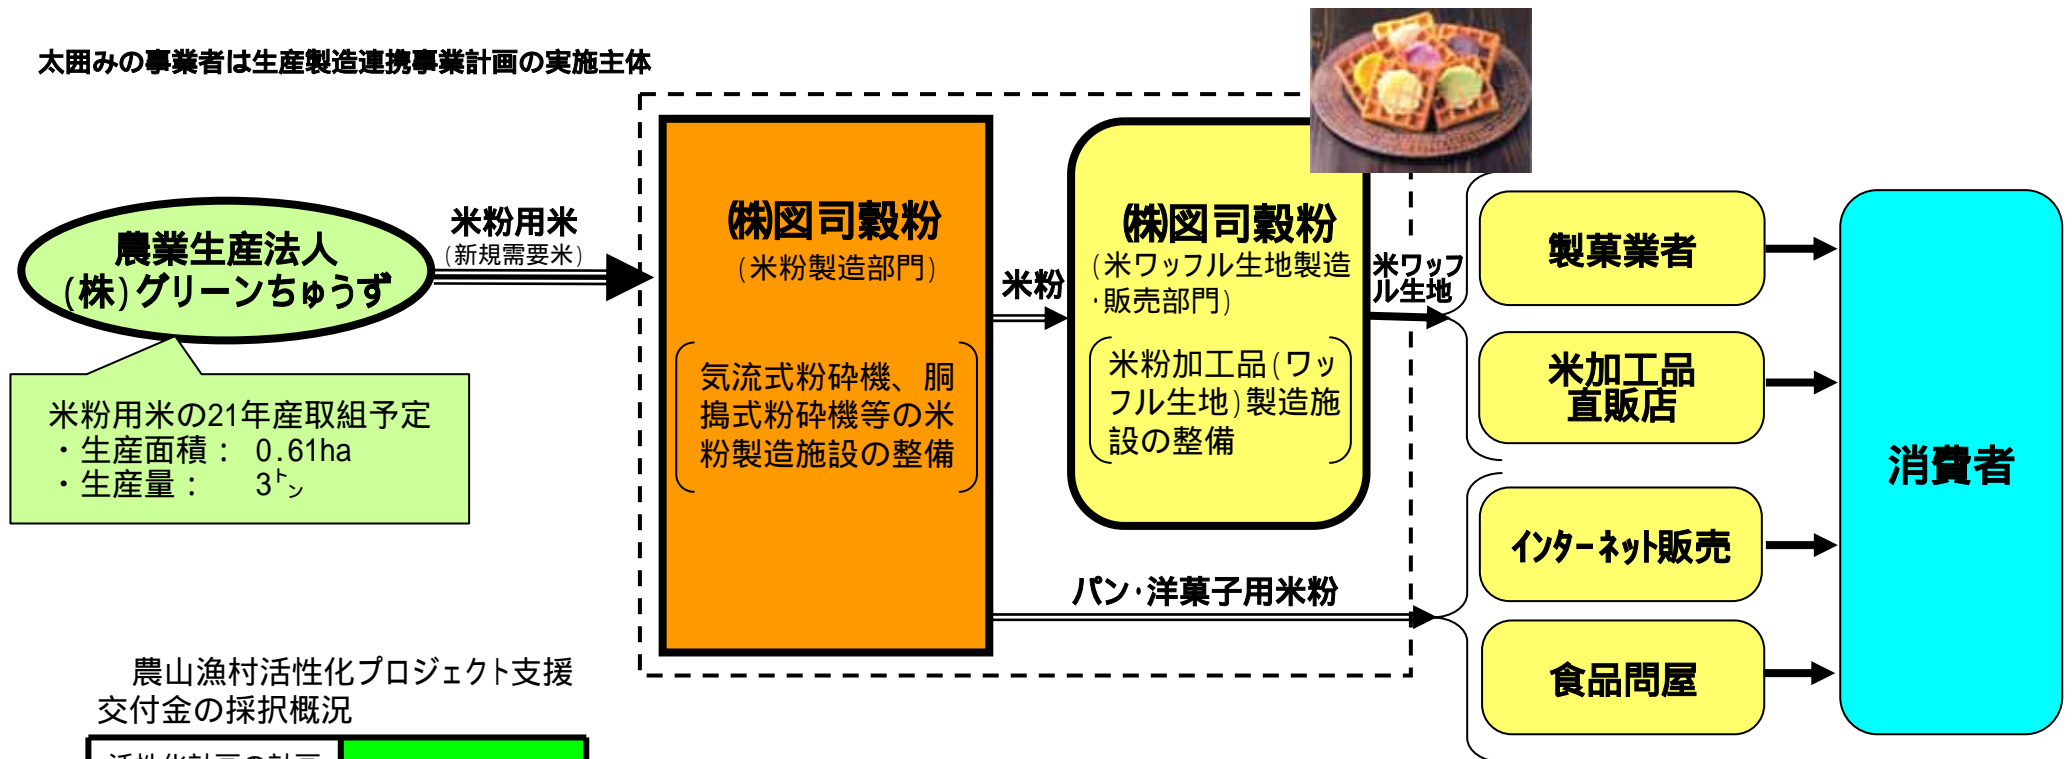 太囲みの事業者は生産製造連携事業計画の実施主体
農業生産法人
(株)グリーンちゅうず
米粉用米
(新規需要米)
米粉用米の21年産取組予定
・生産面積： 0.61ha
・生産量： 3㌧
㈱図司穀粉
(米粉製造部門)
気流式粉砕機、胴
搗式粉砕機等の米
粉製造施設の整備
米粉
㈱図司穀粉
(米ワッフル生地製造
・販売部門)
米粉加工品(ワッ
フル生地)製造施
設の整備
米ワッフ
ル生地
パン・洋菓子用米粉
製菓業者
米加工品
直販店
インターネット販売
食品問屋
消費者
農山漁村活性化プロジェクト支援
交付金の採択概況